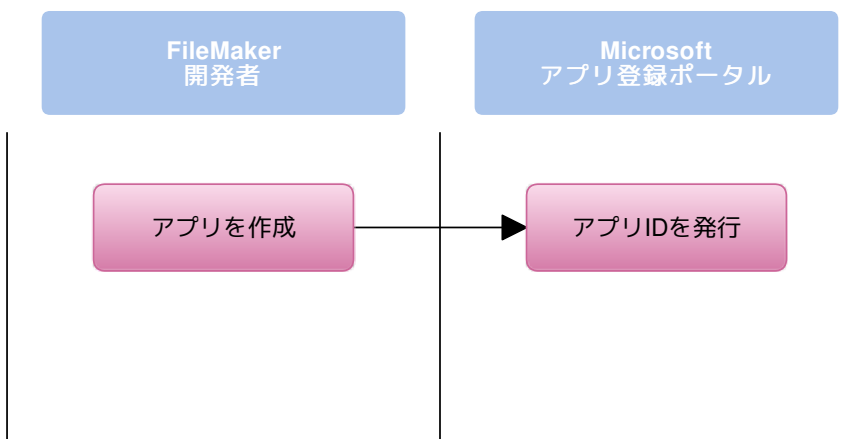 FileMaker
開発者
Microsoft
アプリ登録ポータル
アプリを作成
アプリIDを発行